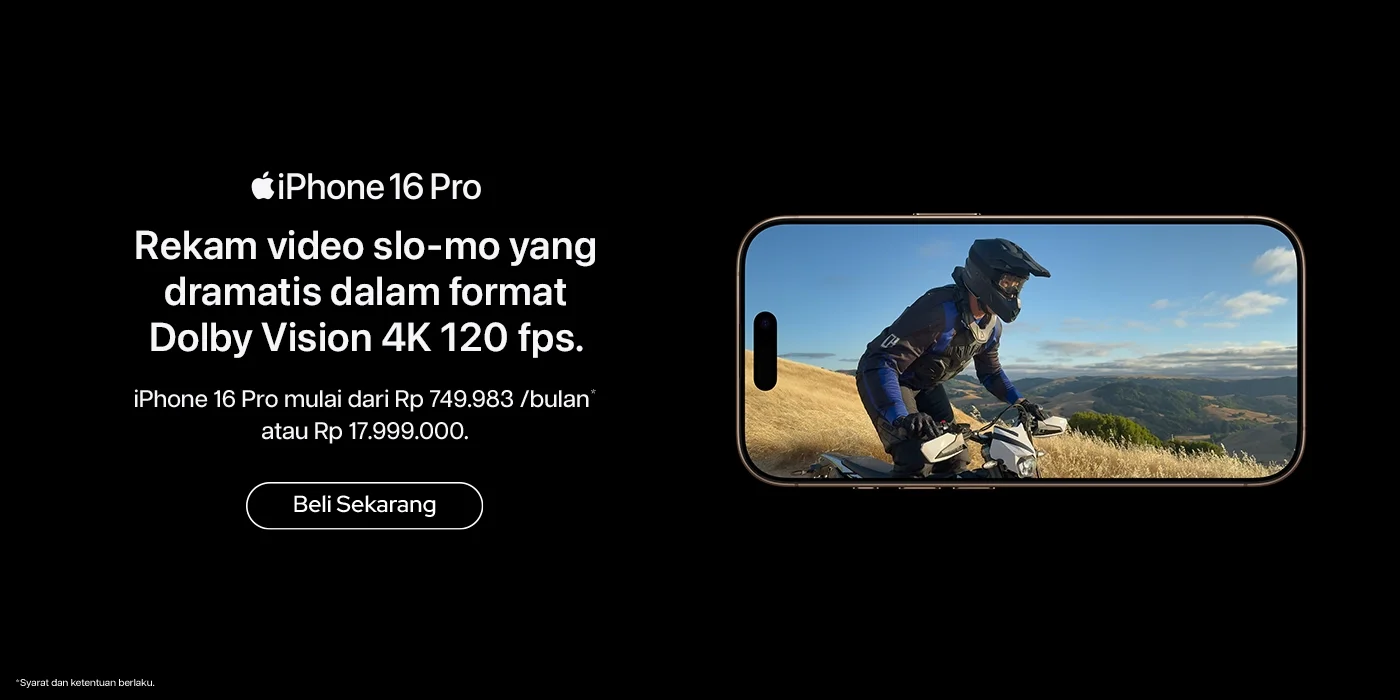 iPhone 16 Pro
Rekam video slo-mo yang
dramatis dalam format
Dolby Vision 4K 120 fps.
iPhone 16 Pro mulai dari Rp 749.983 /bulan*
atau Rp 17.999.000.
Beli Sekarang
*Syarat dan ketentuan berlaku.